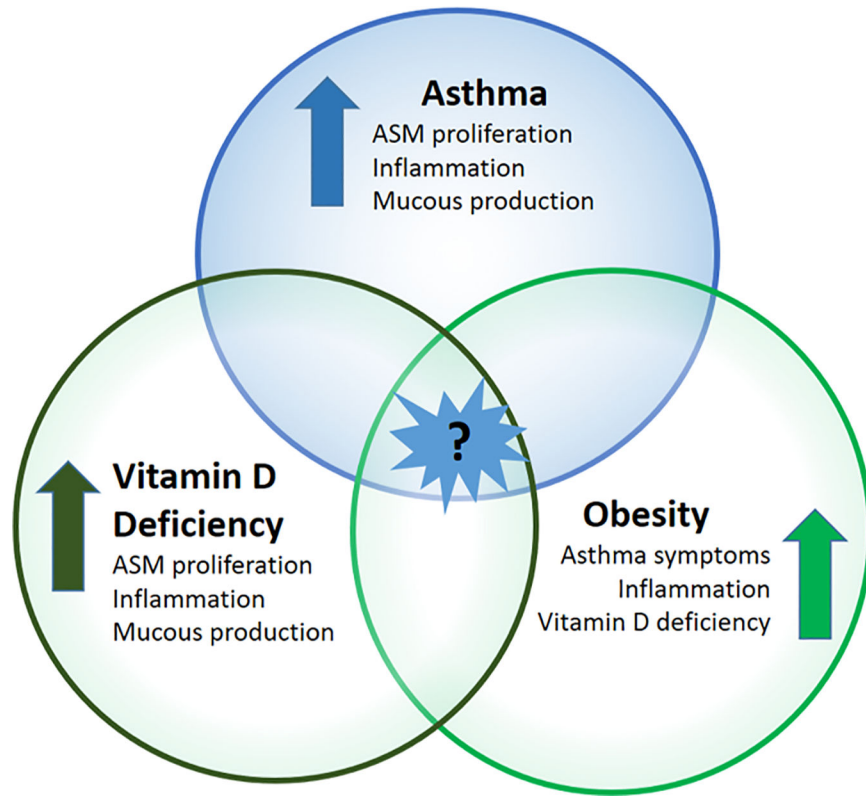 Asthma
ASM proliferation
Inflammation
Mucous production
?
Vitamin D
Deficiency
ASM proliferation
Inflammation
Mucous production
Obesity
Asthma symptoms
Inflammation
Vitamin D deficiency